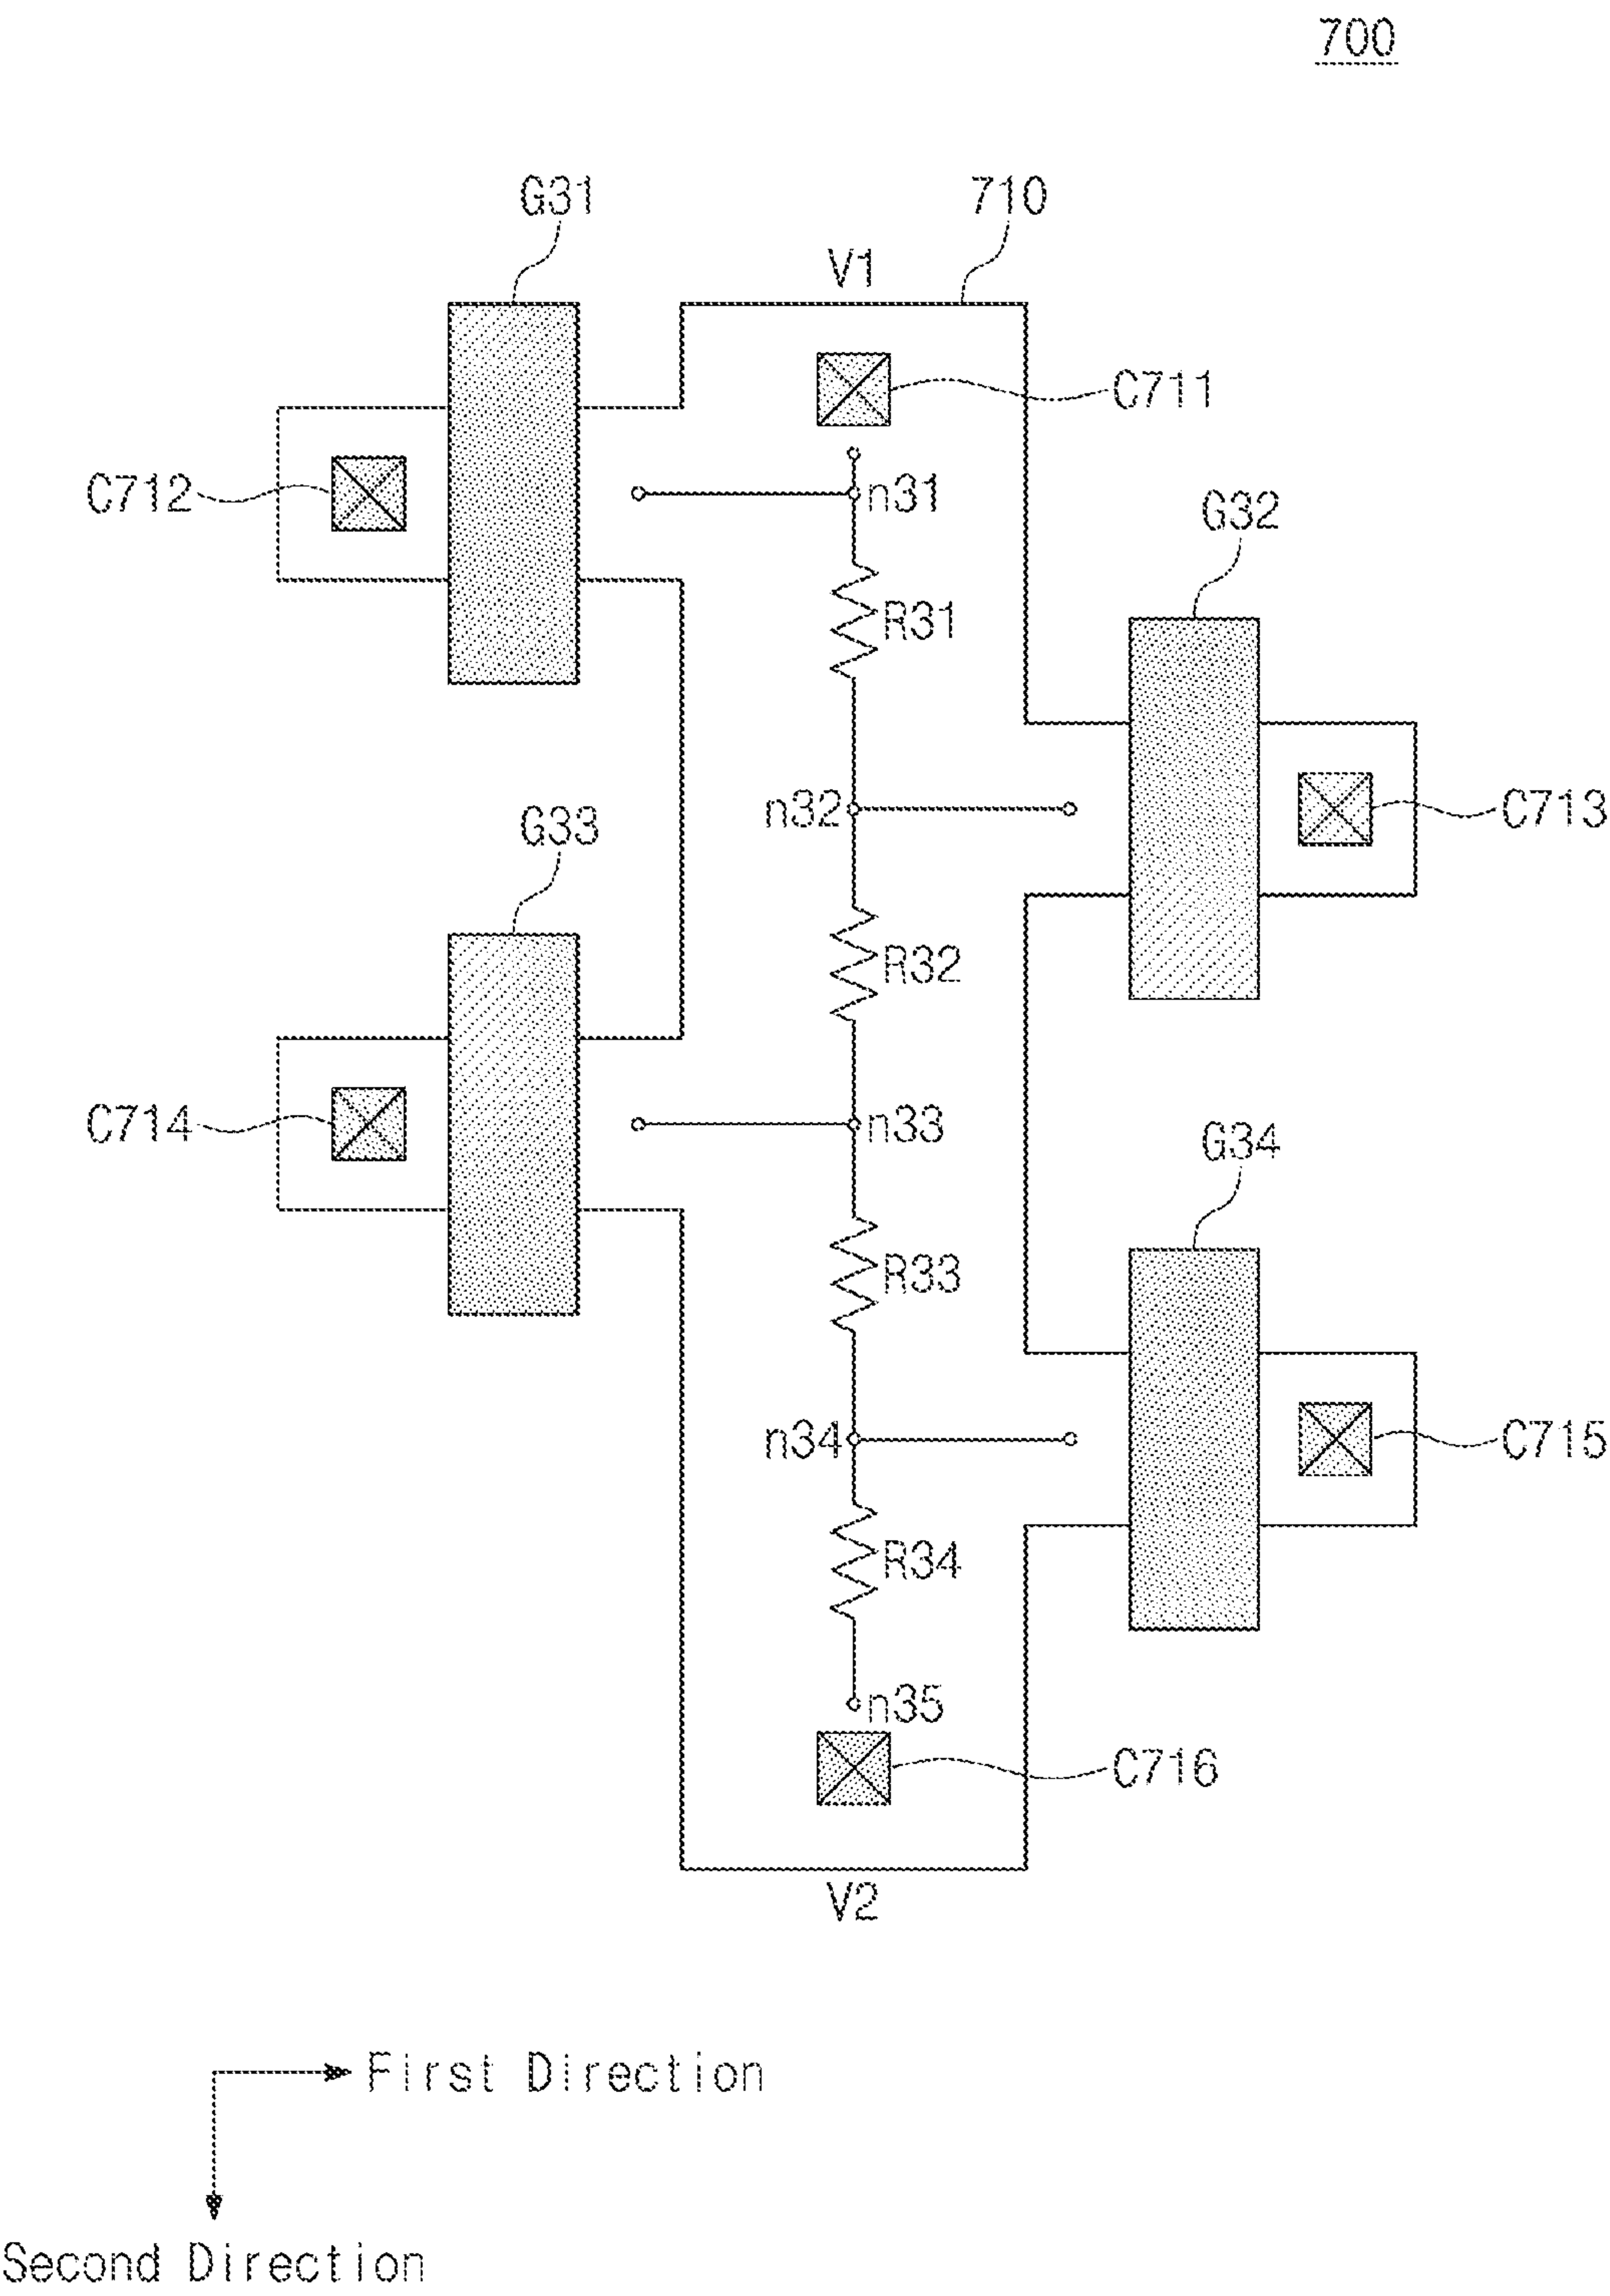 700
G31
710
V1
C711
C712
n31
G32
R31
n32
C713
G33
R32
C714
n33
G34
R33
n34
C715
R34
n35
C716
V2
First Direction
Second Direction